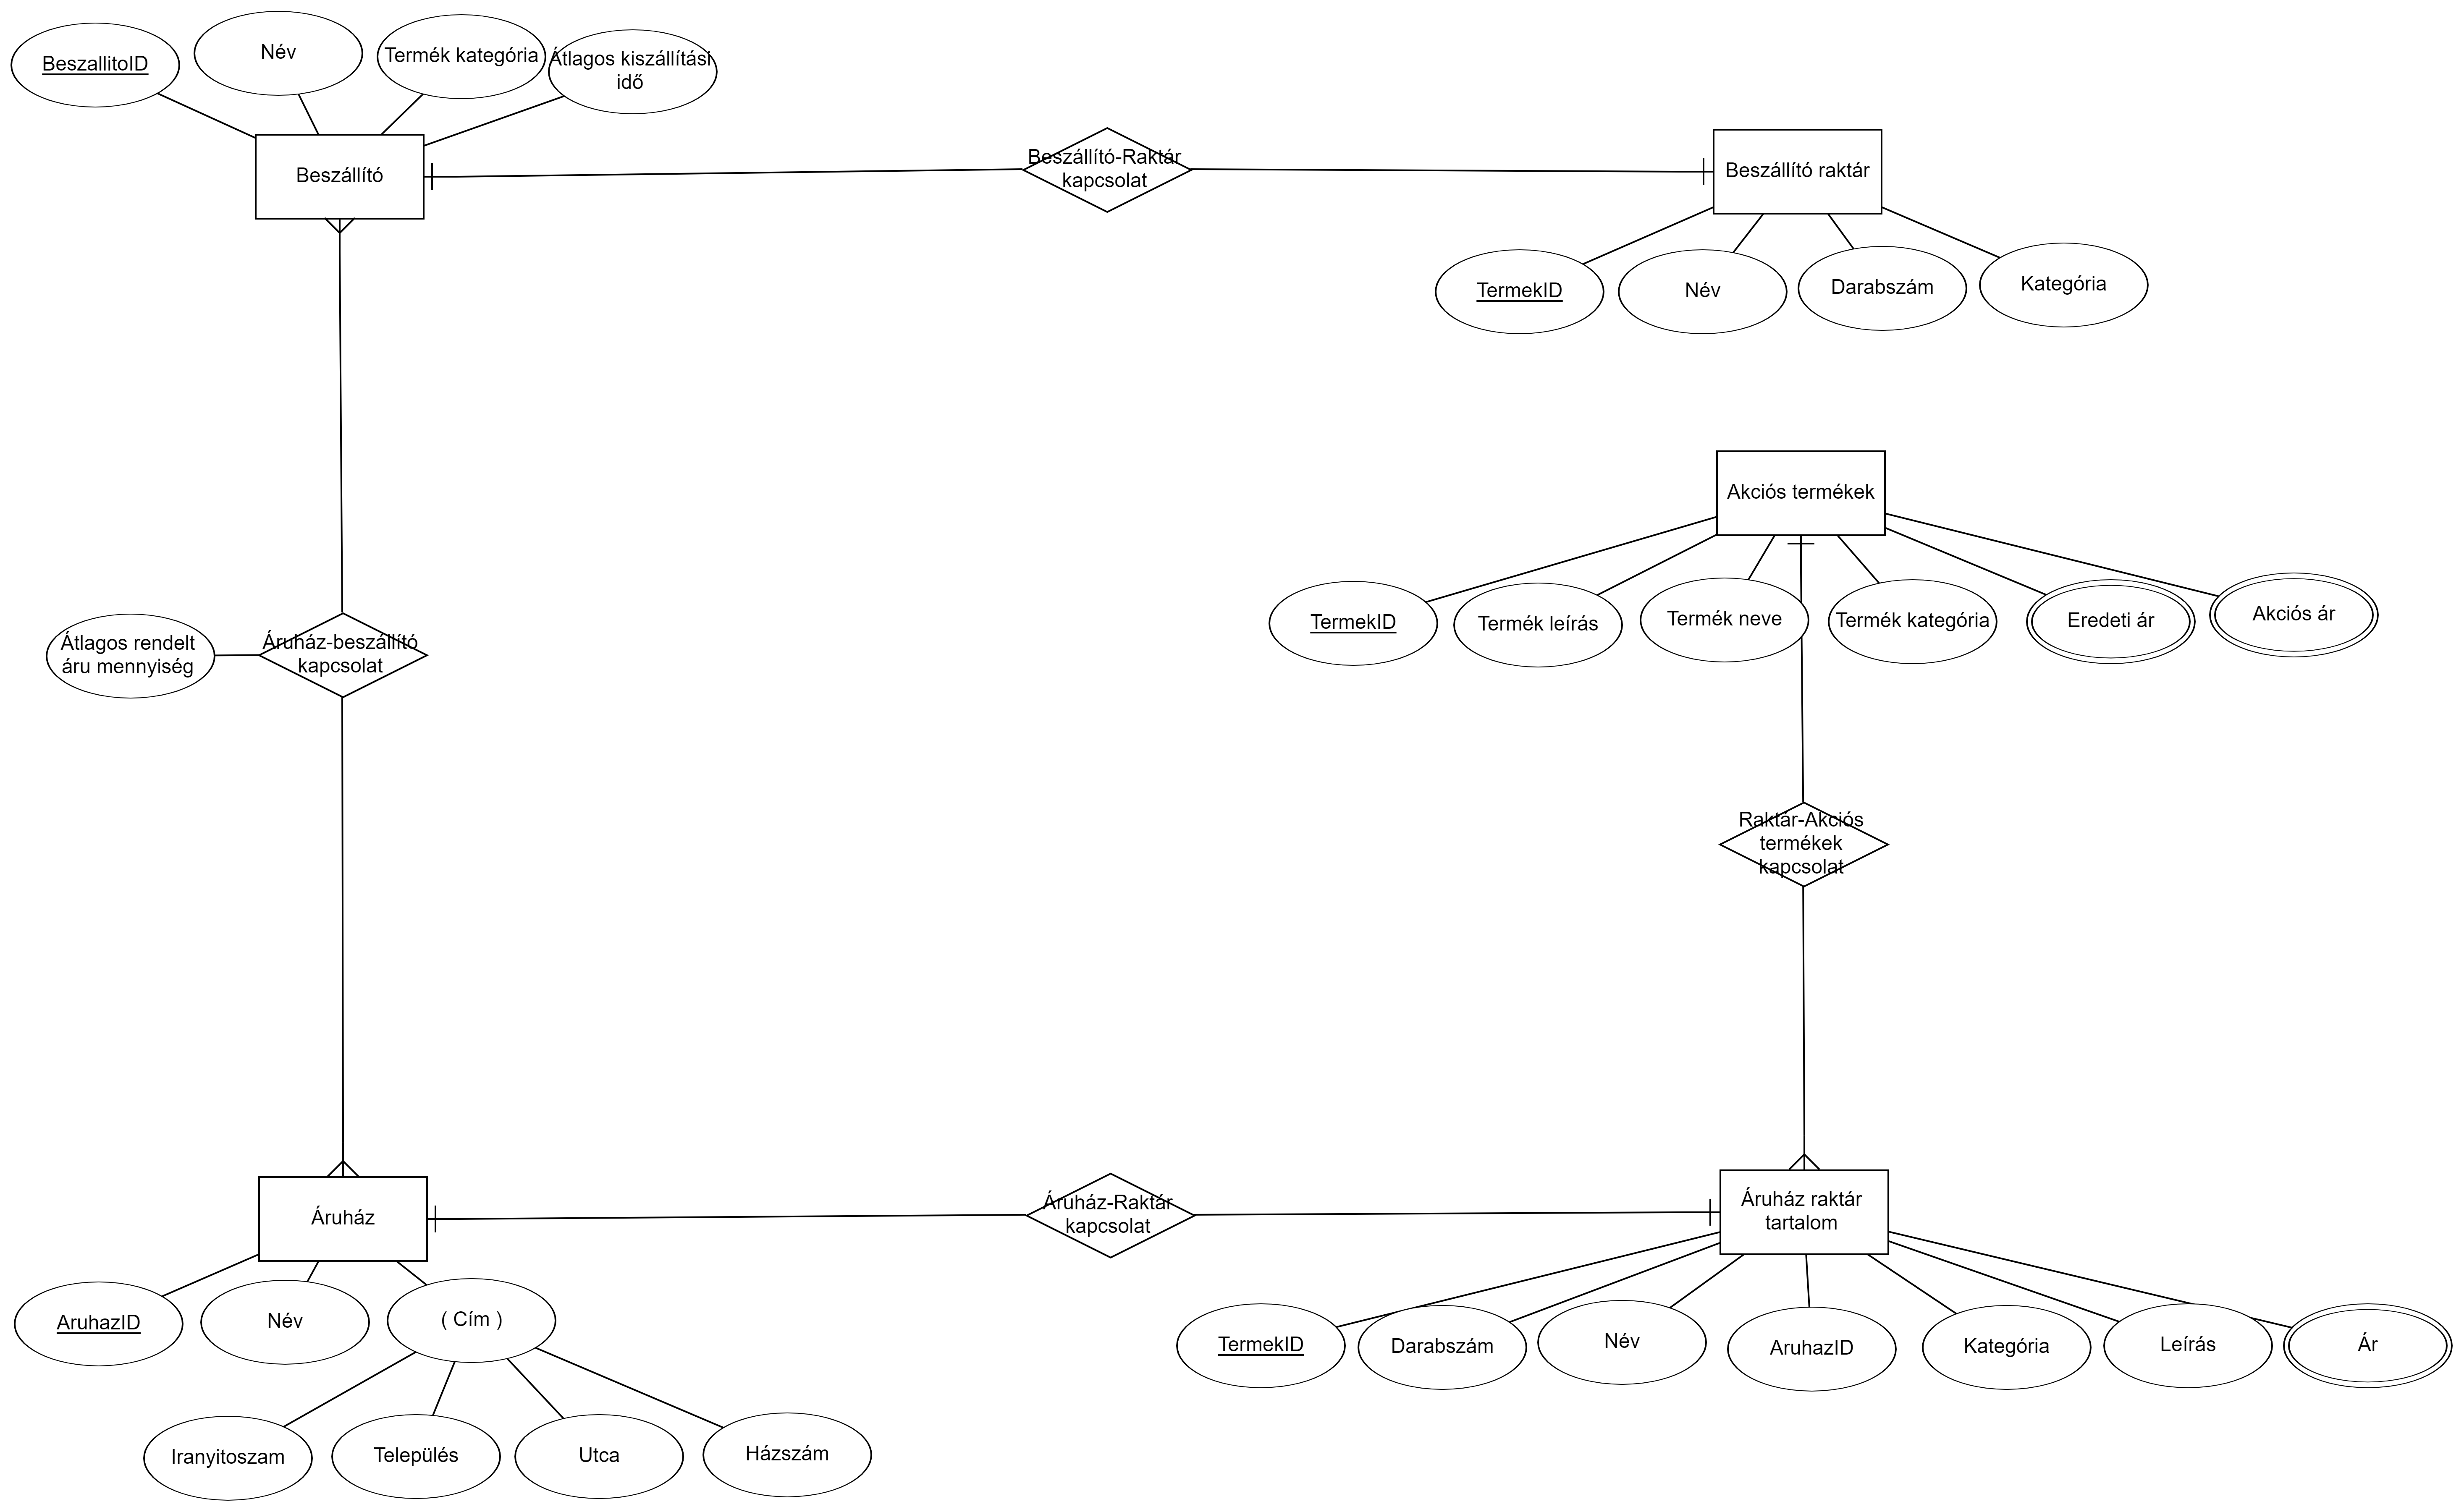 BeszallitoID
Név
Termék kategória
Átlagos kiszállítási
idő
Beszállító
Beszállító-Raktár
kapcsolat
Beszállító raktár
TermekID
Név
Darabszám
Kategória
Akciós termékek
TermekID
Termék leírás
Termék neve
Termék kategória
Eredeti ár
Akciós ár
Átlagos rendelt
áru mennyiség
Áruház-beszállító
kapcsolat
Raktár-Akciós
termékek
kapcsolat
Áruház
Áruház-Raktár
kapcsolat
Áruház raktár
tartalom
AruhazID
Név
( Cím )
TermekID
Darabszám
Név
AruhazID
Kategória
Leírás
Ár
Iranyitoszam
Település
Utca
Házszám